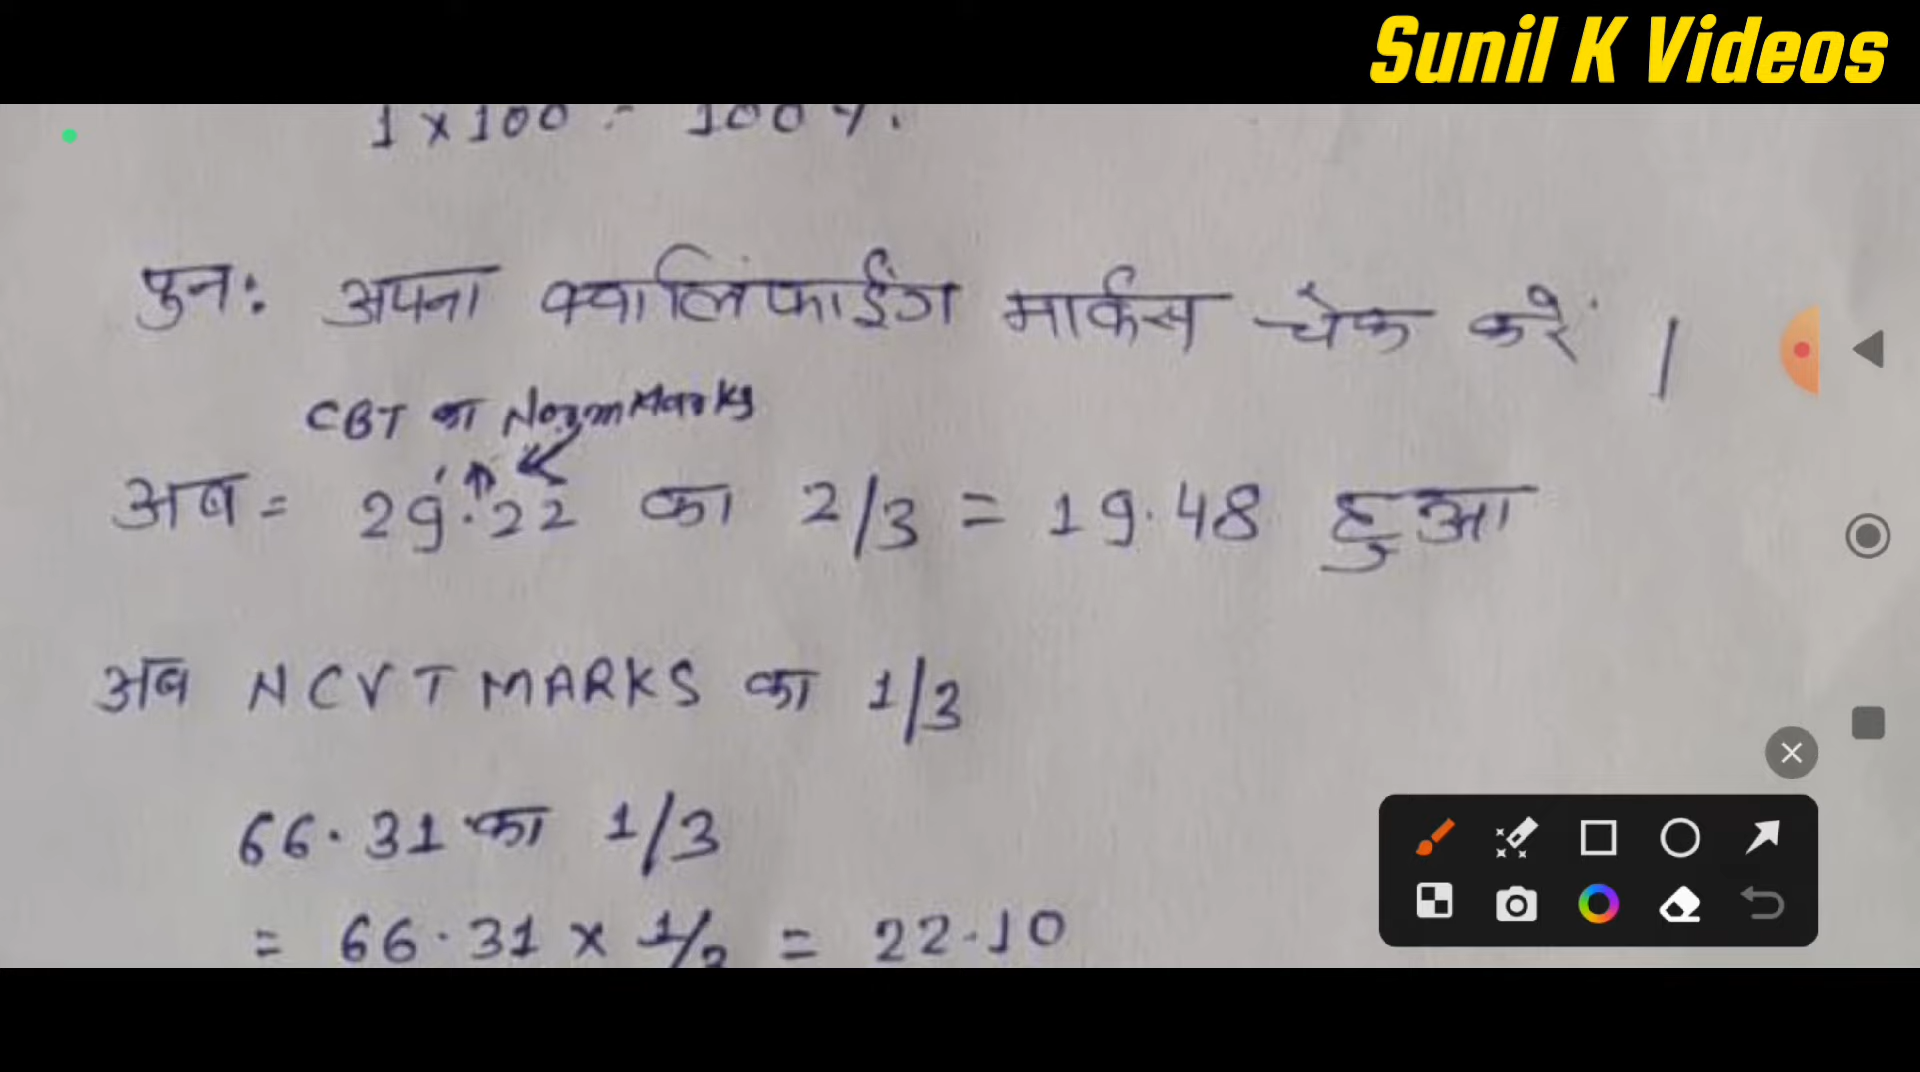 Sunil K Videos
1 x 100 = 100 %.
पुन: अपना क्वालिफाईंग मार्कस चेक करें |
CBT का Norm Marks
अब = 29.22 का 2/3 = 19.48 हुआ
अब NCVT MARKS का 1/3
66.31 का 1/3
= 66.31 x 1/3 = 22.10